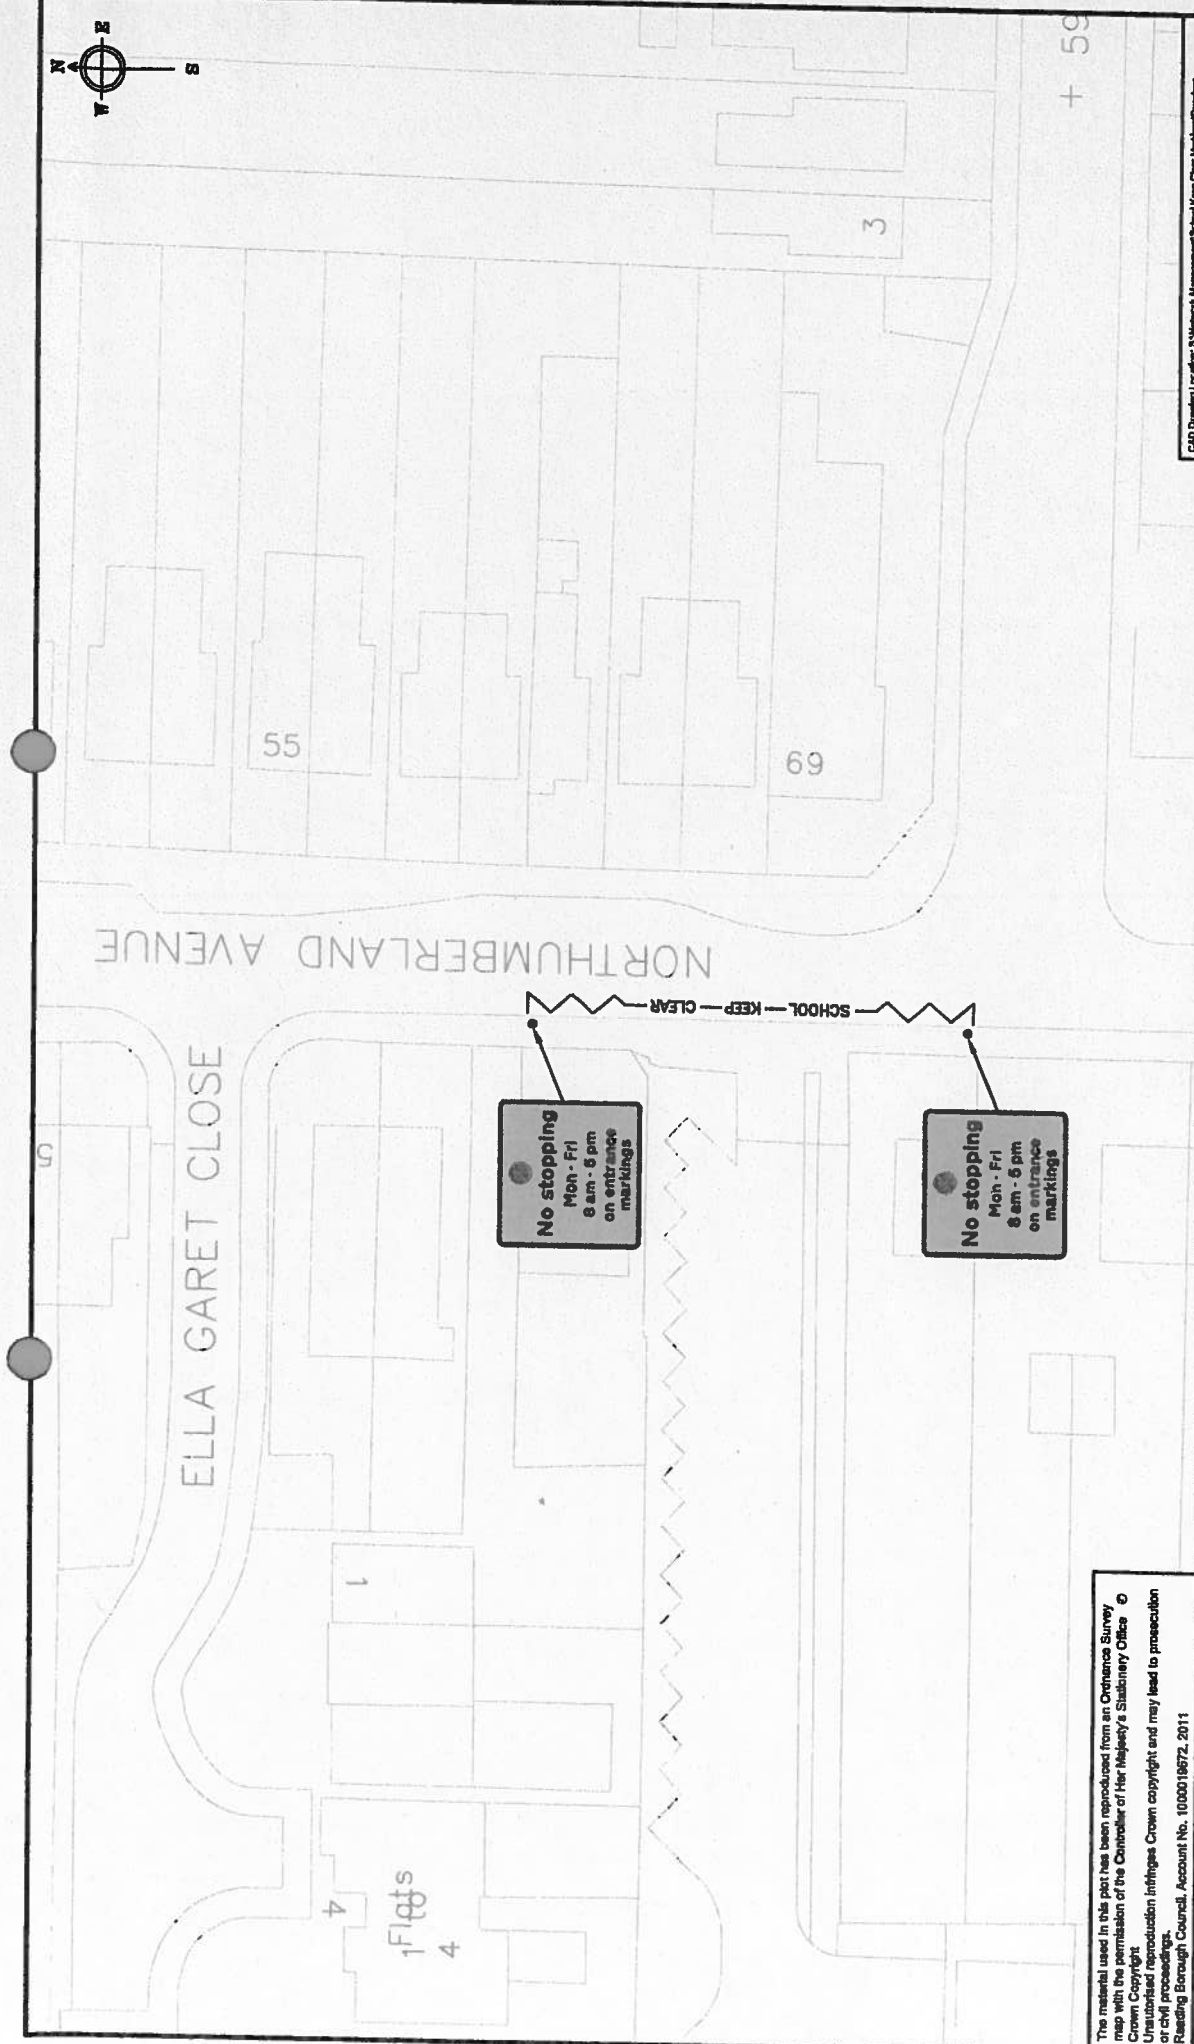 N
W
E
S
+ 59
3
55
69
NORTHUMBERLAND AVENUE
SCHOOL KEEP CLEAR
5
ELLA GARET CLOSE
No stopping
Mon - Fri
8 am - 5 pm
on entrance
markings
No stopping
Mon - Fri
8 am - 5 pm
on entrance
markings
1
4
Flats
1
4
The material used in this plot has been reproduced from an Ordnance Survey
map with the permission of the Controller of Her Majesty's Stationery Office ©
Crown Copyright
Unauthorised reproduction infringes Crown copyright and may lead to prosecution
or civil proceedings.
Reading Borough Council. Account No. 1000019672, 2011
CAD Drawing Location: